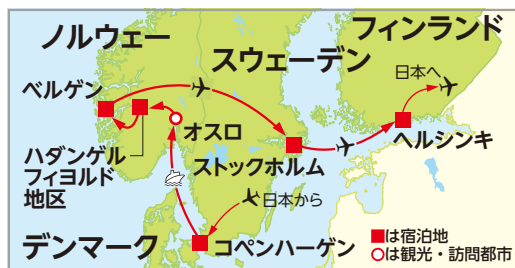 ノルウェー
フィンランド
スウェーデン
日本へ
ベルゲン
オスロ
ヘルシンキ
ハダンゲル
フィヨルド
地区
ストックホルム
日本から
デンマーク
コペンハーゲン
■は宿泊地
○は観光・訪問都市